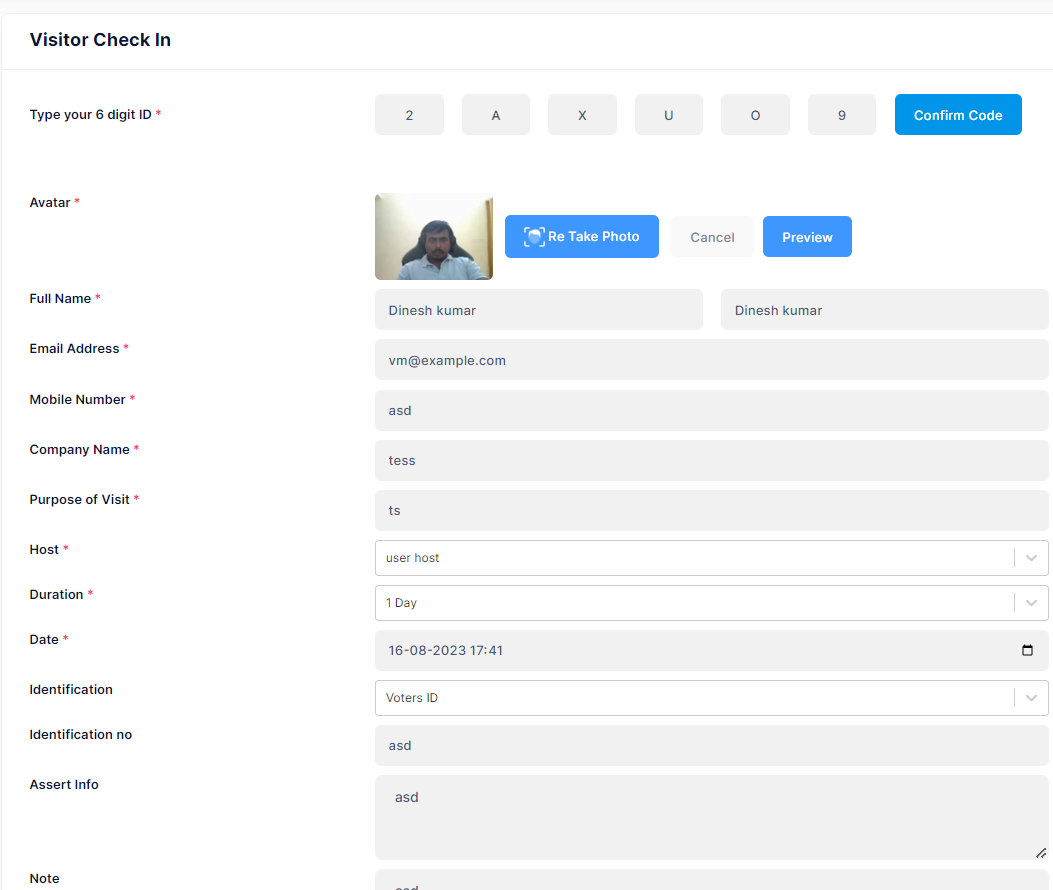 Visitor Check In
Type your 6 digit ID * 2 A X U O 9 Confirm Code
Avatar * Re Take Photo Cancel Preview
Full Name * Dinesh kumar Dinesh kumar
Email Address * vm@example.com
Mobile Number * asd
Company Name * tess
Purpose of Visit * ts
Host * user host
Duration * 1 Day
Date * 16-08-2023 17:41
Identification Voters ID
Identification no asd
Assert Info asd
Note